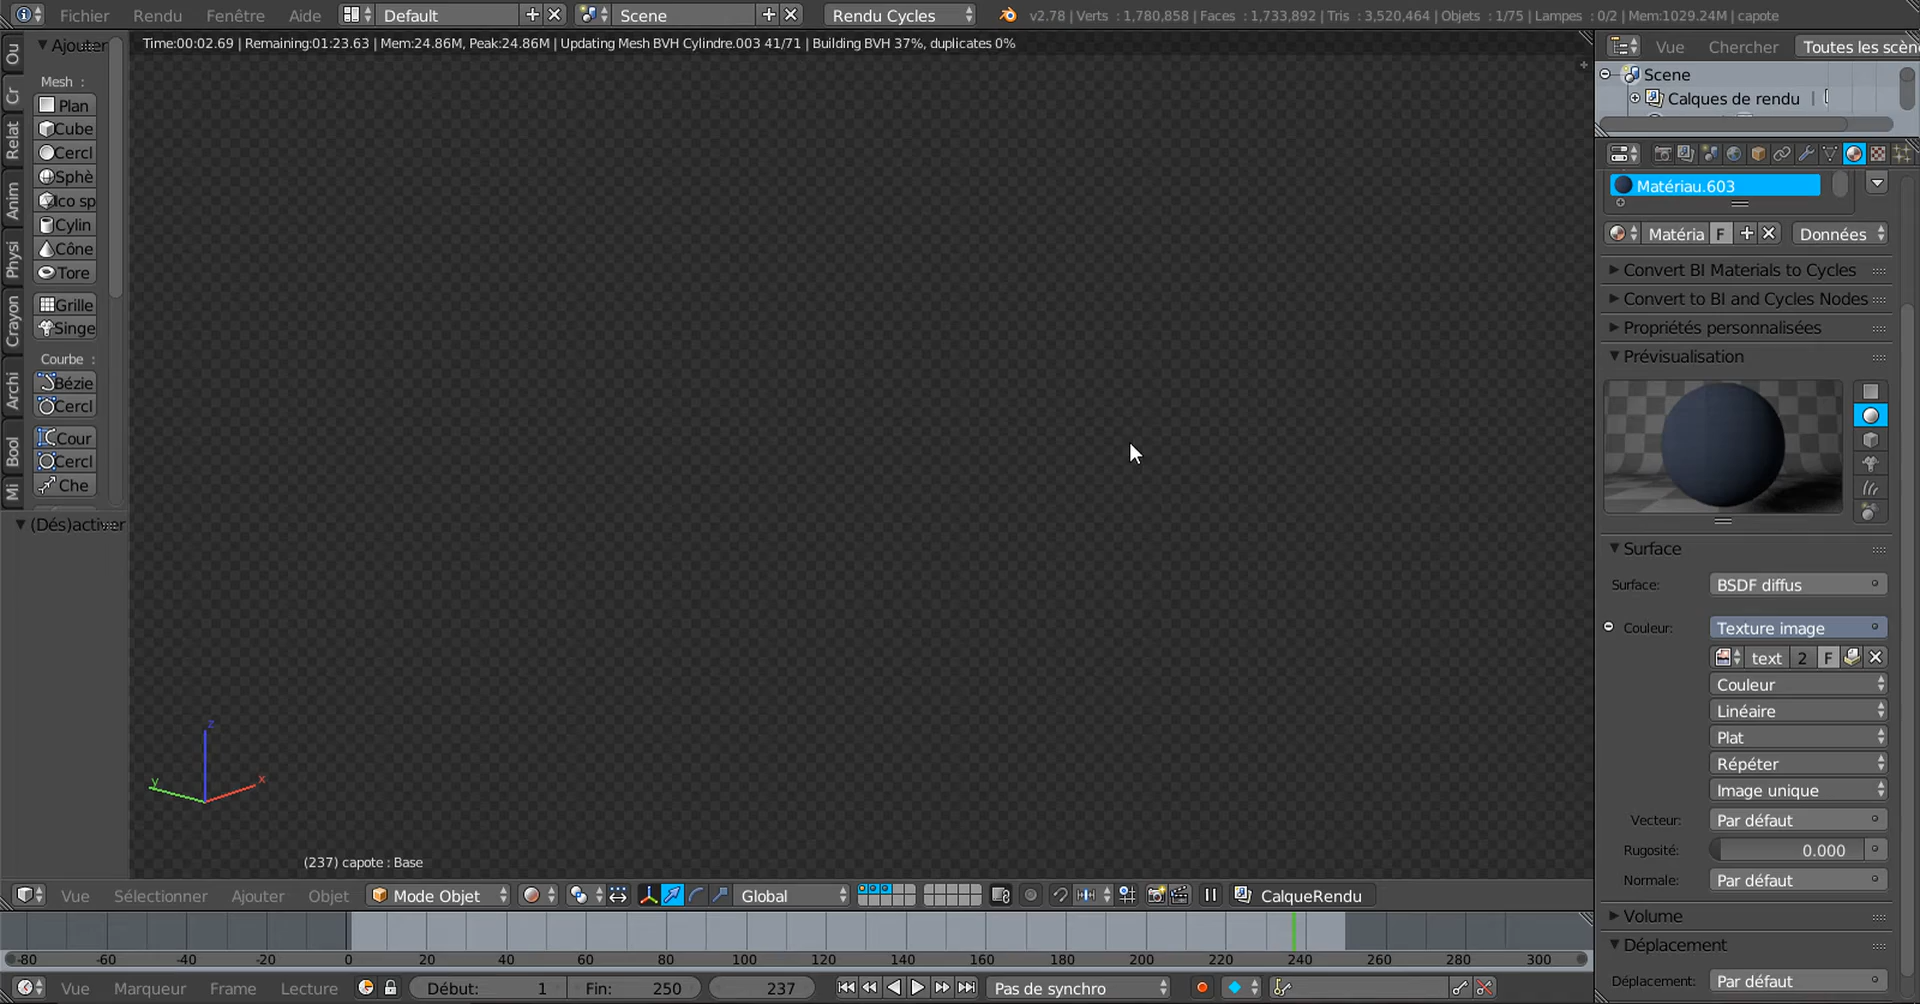 Fichier Rendu Fenêtre Aide Default Scene Rendu Cycles v2.78 | Verts : 1,780,858 | Faces : 1,733,892 | Tris : 3,520,464 | Objets : 1/75 | Lampes : 0/2 | Mem:1029.24M | capote
Time:00:02.69 | Remaining:01:23.63 | Mem:24.86M, Peak:24.86M | Updating Mesh BVH Cylindre.003 41/71 | Building BVH 37%, duplicates 0%
Ou
Cr
Relat
Anim
Physi
Crayon
Archi
Bool
Mi
Ajouter
Mesh :
Plan
Cube
Cercl
Sphè
Ico sp
Cylin
Cône
Tore
Grille
Singe
Courbe :
Bézie
Cercl
Cour
Cercl
Che
(Dés)activer
z
y
x
(237) capote : Base
Vue Chercher Toutes les scèn
Scene
Calques de rendu |
Matériau.603
Matéria F Données
Convert BI Materials to Cycles
Convert to BI and Cycles Nodes
Propriétés personnalisées
Prévisualisation
Surface
Surface: BSDF diffus
Couleur: Texture image
text 2 F
Couleur
Linéaire
Plat
Répéter
Image unique
Vecteur: Par défaut
Rugosité: 0.000
Normale: Par défaut
Volume
Déplacement
Déplacement: Par défaut
Vue Sélectionner Ajouter Objet Mode Objet Global CalqueRendu
-80 -60 -40 -20 0 20 40 60 80 100 120 140 160 180 200 220 240 260 280 300
Vue Marqueur Frame Lecture Début: 1 Fin: 250 237 Pas de synchro